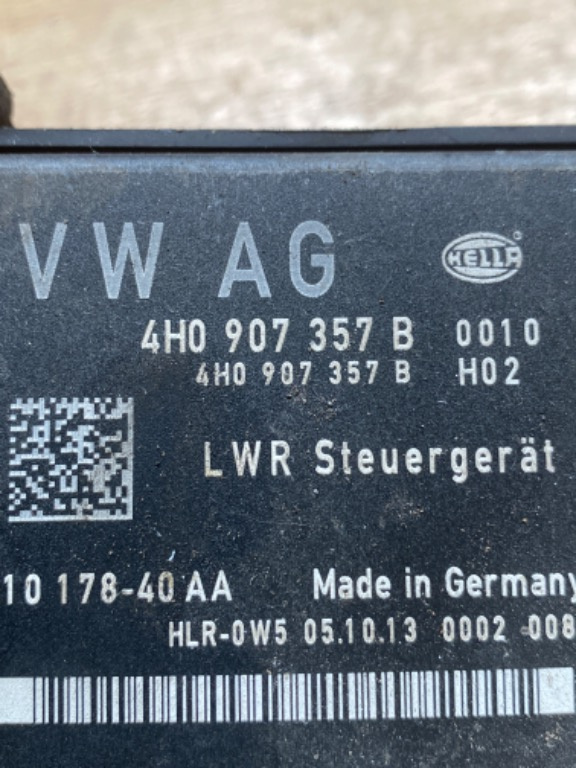 VW AG HELLA
4H0 907 357 B 0010
4H0 907 357 B H02
LWR Steuergerät
10 178-40 AA Made in Germany
HLR-0W5 05.10.13 0002 008